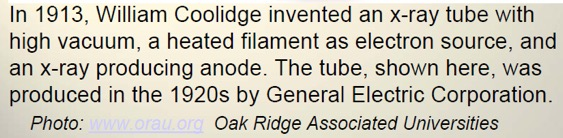 In 1913, William Coolidge invented an x-ray tube with
high vacuum, a heated filament as electron source, and
an x-ray producing anode. The tube, shown here, was
produced in the 1920s by General Electric Corporation.
Photo: www.orau.org Oak Ridge Associated Universities